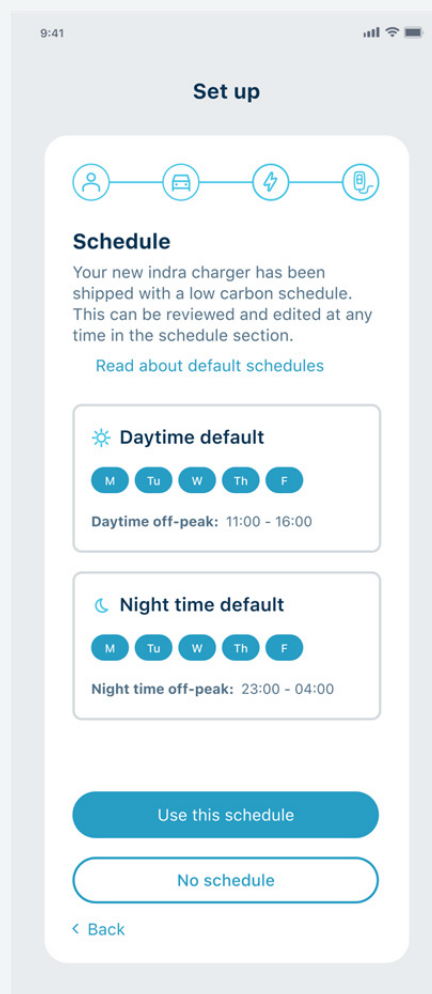 9:41
Set up
Schedule
Your new indra charger has been
shipped with a low carbon schedule.
This can be reviewed and edited at any
time in the schedule section.
Read about default schedules
Daytime default
M Tu W Th F
Daytime off-peak: 11:00 - 16:00
Night time default
M Tu W Th F
Night time off-peak: 23:00 - 04:00
Use this schedule
No schedule
< Back